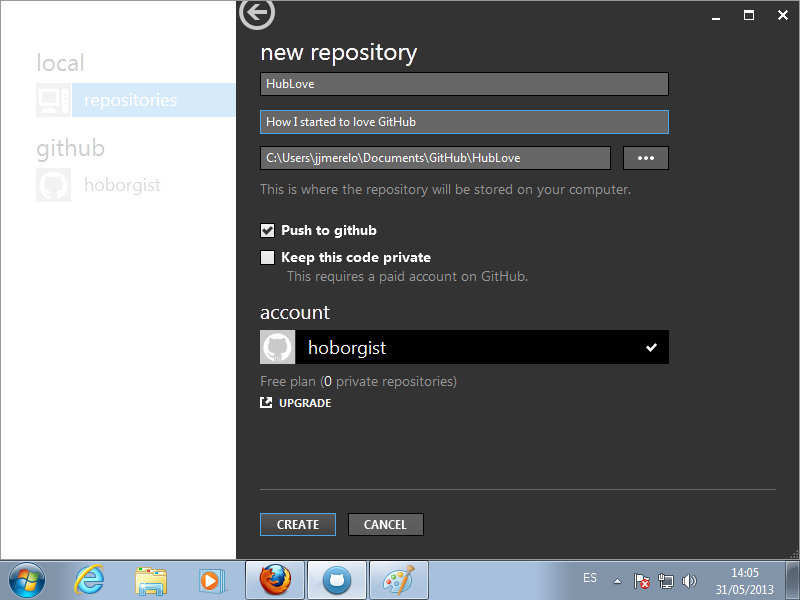 local
repositories
github
hoborgist
new repository
HubLove
How I started to love GitHub
C:\Users\jjmerelo\Documents\GitHub\HubLove
This is where the repository will be stored on your computer.
Push to github
Keep this code private
This requires a paid account on GitHub.
account
hoborgist
Free plan (0 private repositories)
UPGRADE
CREATE CANCEL
ES
14:05
31/05/2013